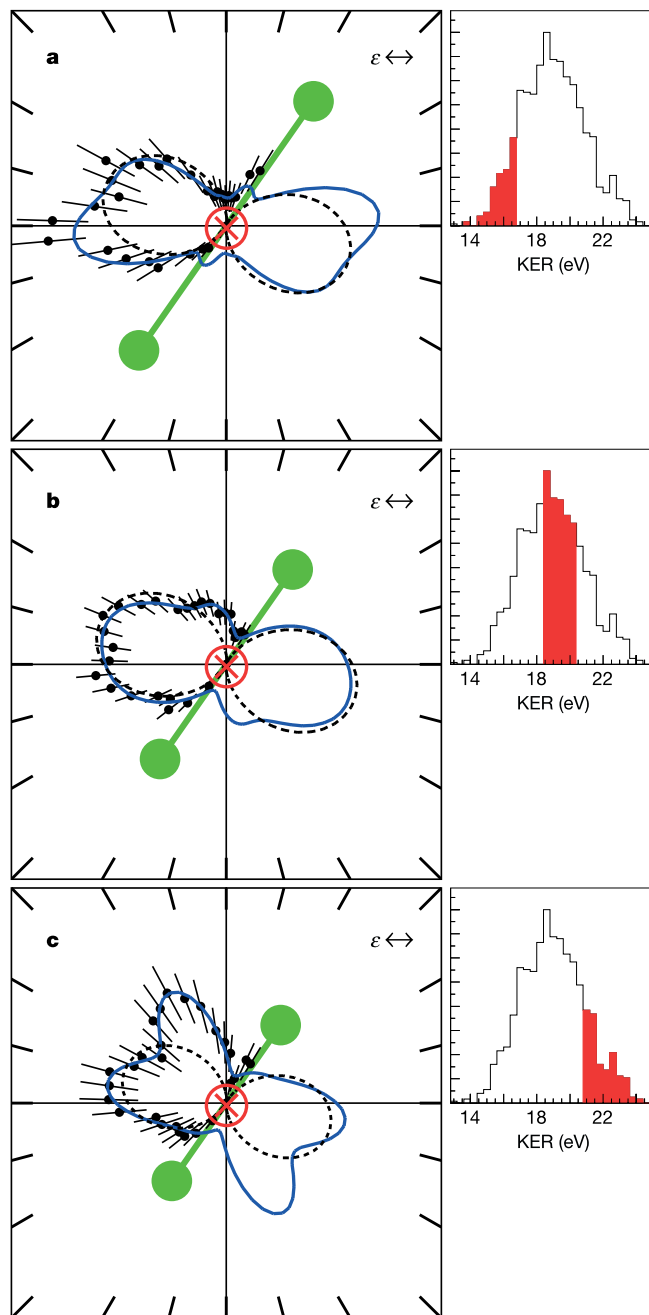 a
ε ↔
14 18 22
KER (eV)
b
ε ↔
14 18 22
KER (eV)
c
ε ↔
14 18 22
KER (eV)